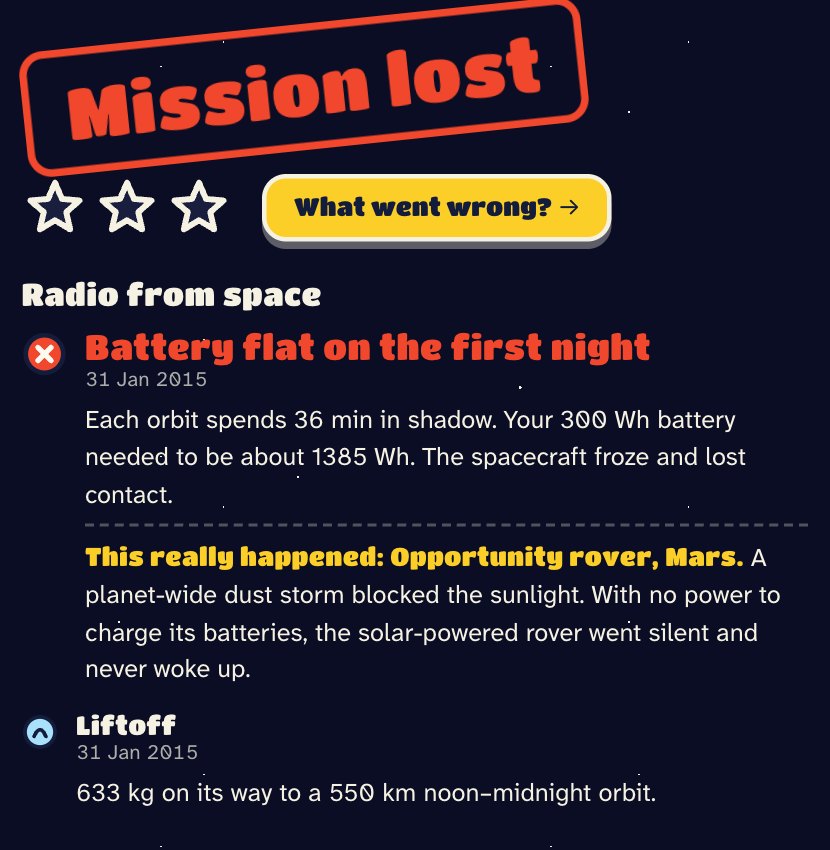 Mission lost
What went wrong? →
Radio from space
Battery flat on the first night
31 Jan 2015
Each orbit spends 36 min in shadow. Your 300 Wh battery
needed to be about 1385 Wh. The spacecraft froze and lost
contact.
This really happened: Opportunity rover, Mars. A
planet-wide dust storm blocked the sunlight. With no power to
charge its batteries, the solar-powered rover went silent and
never woke up.
Liftoff
31 Jan 2015
633 kg on its way to a 550 km noon–midnight orbit.